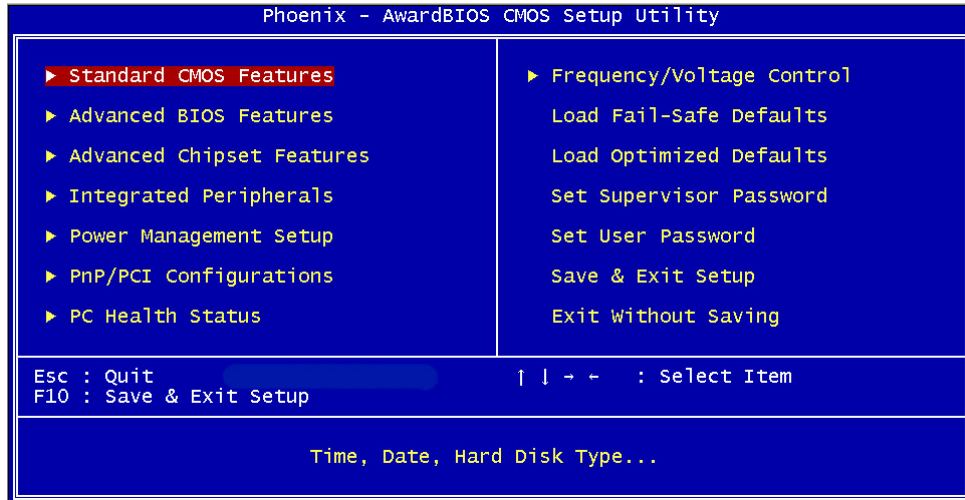 Phoenix - AwardBIOS CMOS Setup Utility
▶ Standard CMOS Features
▶ Advanced BIOS Features
▶ Advanced Chipset Features
▶ Integrated Peripherals
▶ Power Management Setup
▶ PnP/PCI Configurations
▶ PC Health Status
▶ Frequency/Voltage Control
Load Fail-Safe Defaults
Load Optimized Defaults
Set Supervisor Password
Set User Password
Save & Exit Setup
Exit Without Saving
Esc : Quit
F10 : Save & Exit Setup
↑ ↓ → ← : Select Item
Time, Date, Hard Disk Type...